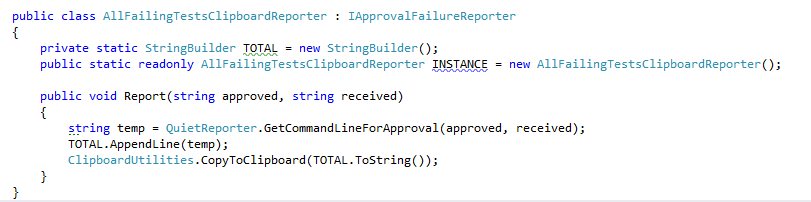 public class AllFailingTestsClipboardReporter : IApprovalFailureReporter
{
    private static StringBuilder TOTAL = new StringBuilder();
    public static readonly AllFailingTestsClipboardReporter INSTANCE = new AllFailingTestsClipboardReporter();

    public void Report(string approved, string received)
    {
        string temp = QuietReporter.GetCommandLineForApproval(approved, received);
        TOTAL.AppendLine(temp);
        ClipboardUtilities.CopyToClipboard(TOTAL.ToString());
    }
}